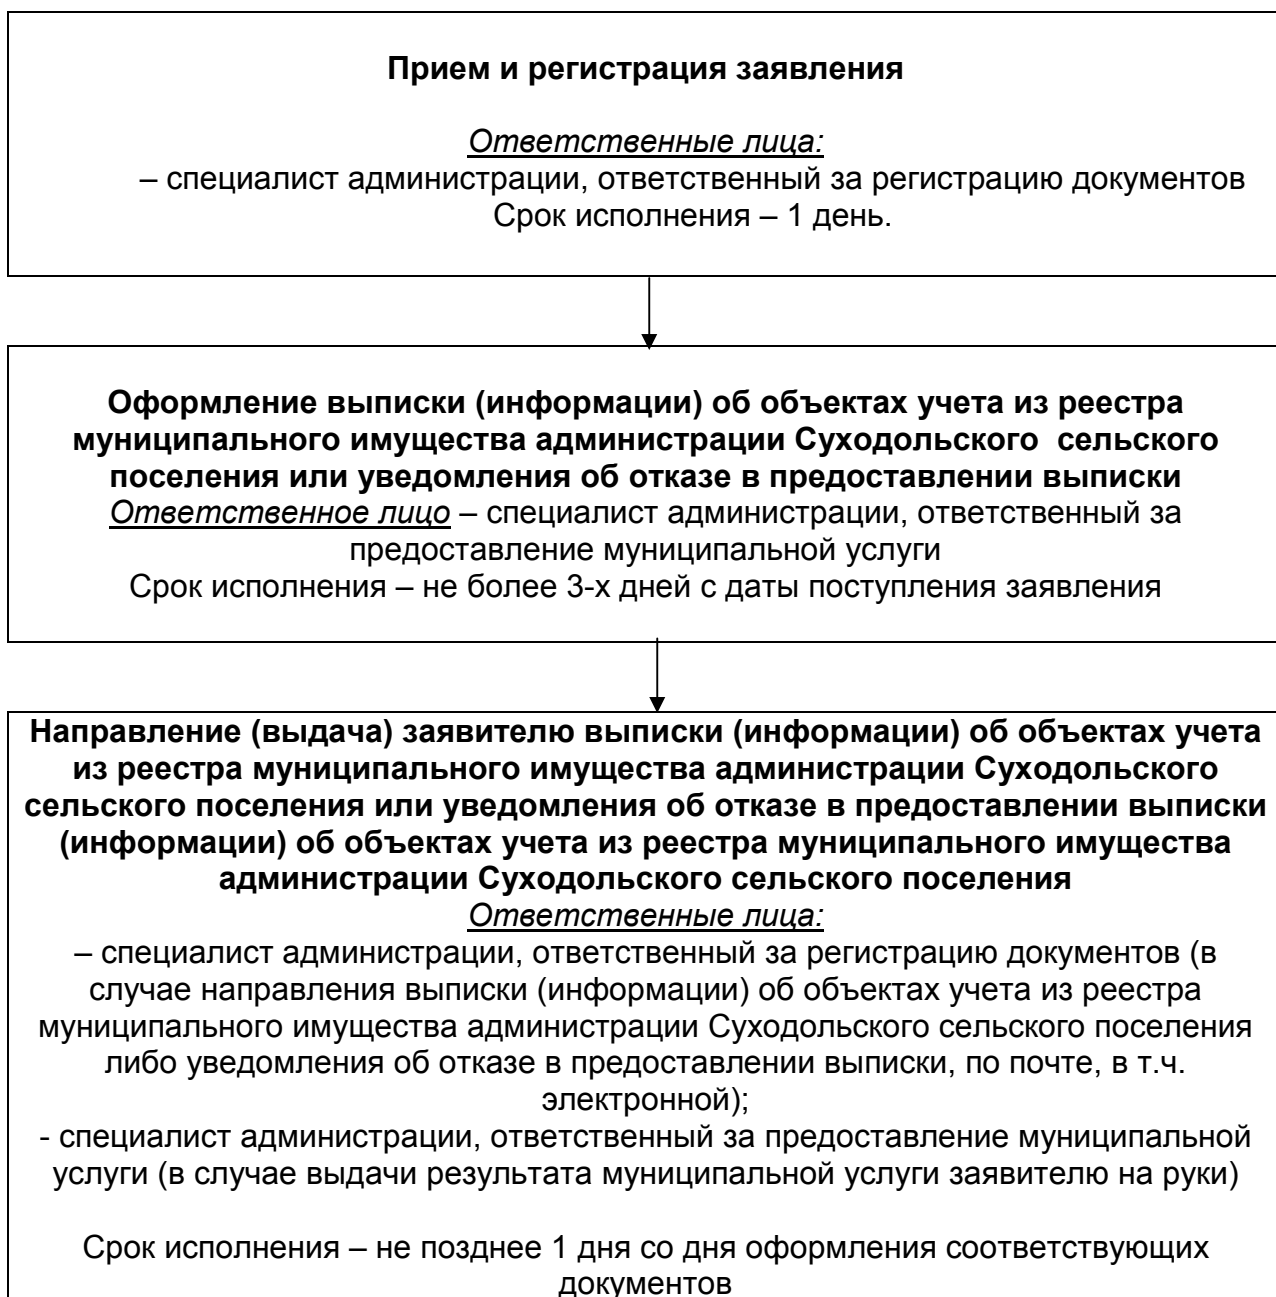 Прием и регистрация заявления
Ответственные лица:
– специалист администрации, ответственный за регистрацию документов
Срок исполнения – 1 день.
Оформление выписки (информации) об объектах учета из реестра
муниципального имущества администрации Суходольского  сельского
поселения или уведомления об отказе в предоставлении выписки
Ответственное лицо – специалист администрации, ответственный за
предоставление муниципальной услуги
Срок исполнения – не более 3-х дней с даты поступления заявления
Направление (выдача) заявителю выписки (информации) об объектах учета
из реестра муниципального имущества администрации Суходольского
сельского поселения или уведомления об отказе в предоставлении выписки
(информации) об объектах учета из реестра муниципального имущества
администрации Суходольского сельского поселения
Ответственные лица:
– специалист администрации, ответственный за регистрацию документов (в
случае направления выписки (информации) об объектах учета из реестра
муниципального имущества администрации Суходольского сельского поселения
либо уведомления об отказе в предоставлении выписки, по почте, в т.ч.
электронной);
- специалист администрации, ответственный за предоставление муниципальной
услуги (в случае выдачи результата муниципальной услуги заявителю на руки)
Срок исполнения – не позднее 1 дня со дня оформления соответствующих
документов